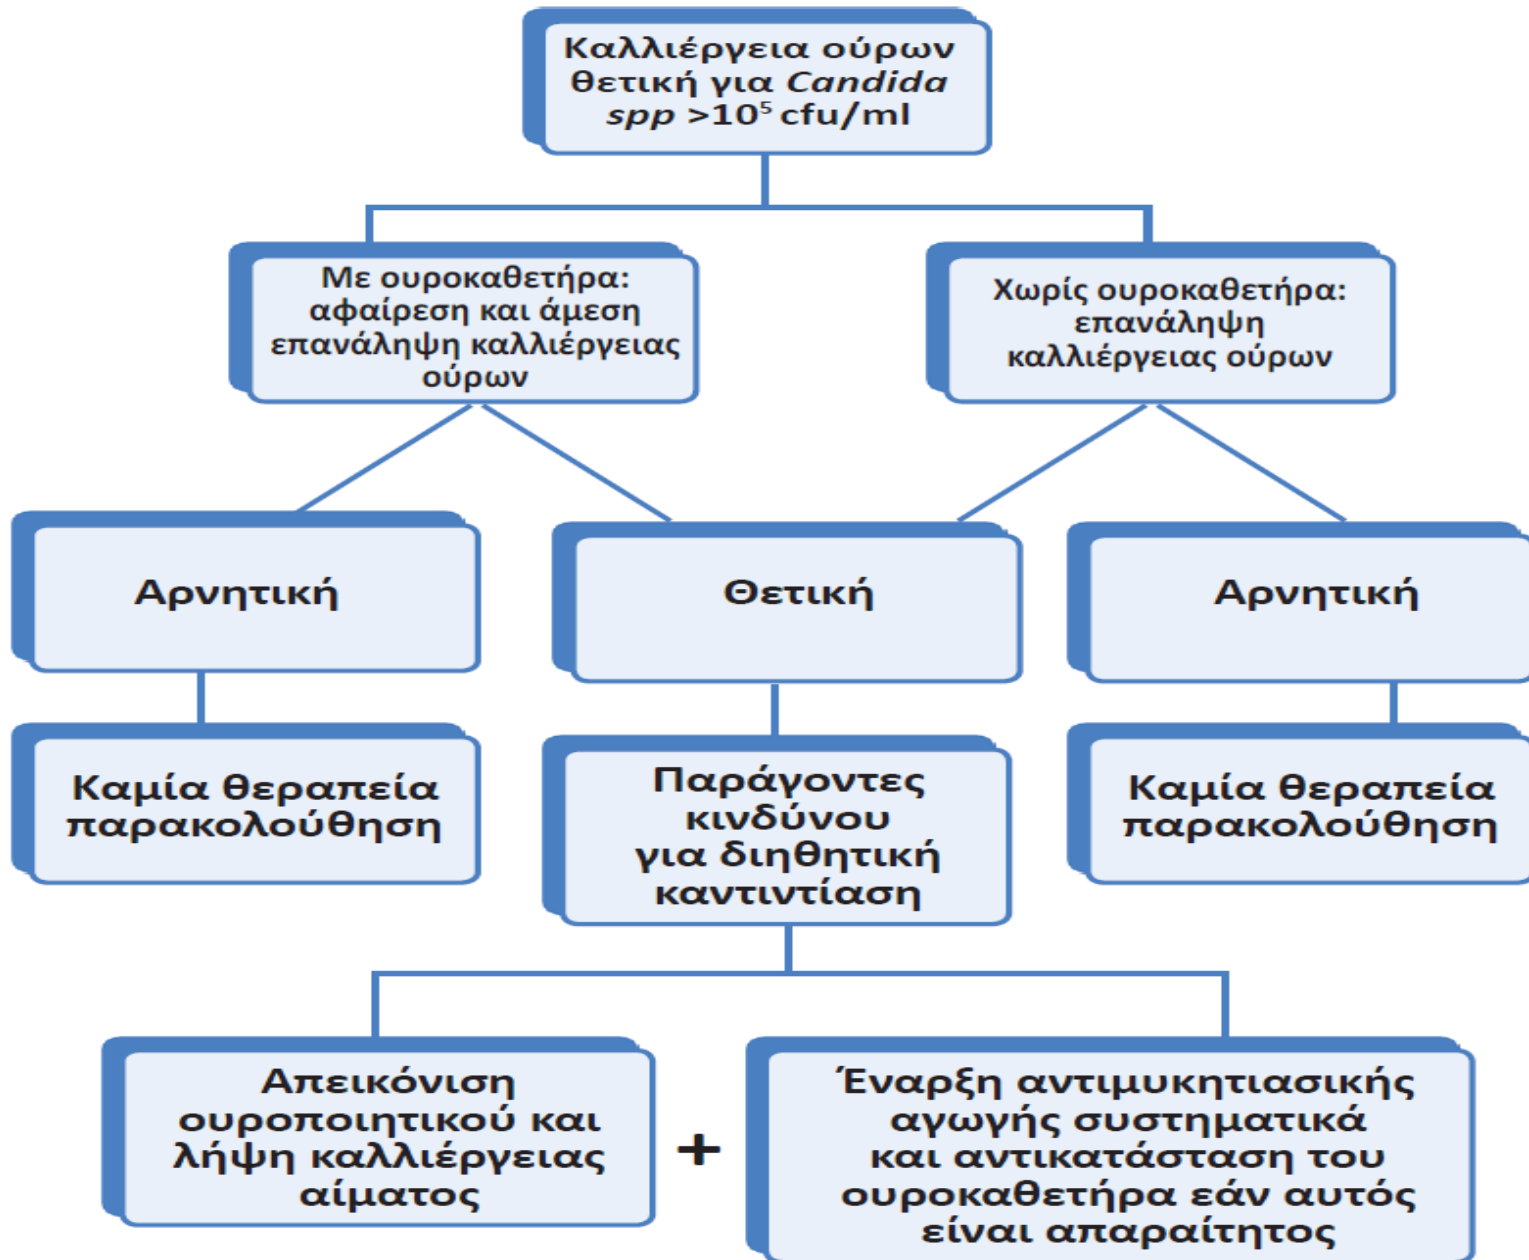 Καλλιέργεια ούρων
θετική για Candida
spp >10⁵ cfu/ml
Με ουροκαθετήρα:
αφαίρεση και άμεση
επανάληψη καλλιέργειας
ούρων
Χωρίς ουροκαθετήρα:
επανάληψη
καλλιέργειας ούρων
Αρνητική
Θετική
Αρνητική
Καμία θεραπεία
παρακολούθηση
Παράγοντες
κινδύνου
για διηθητική
καντιντίαση
Καμία θεραπεία
παρακολούθηση
Απεικόνιση
ουροποιητικού και
λήψη καλλιέργειας
αίματος
+
Έναρξη αντιμυκητιασικής
αγωγής συστηματικά
και αντικατάσταση του
ουροκαθετήρα εάν αυτός
είναι απαραίτητος